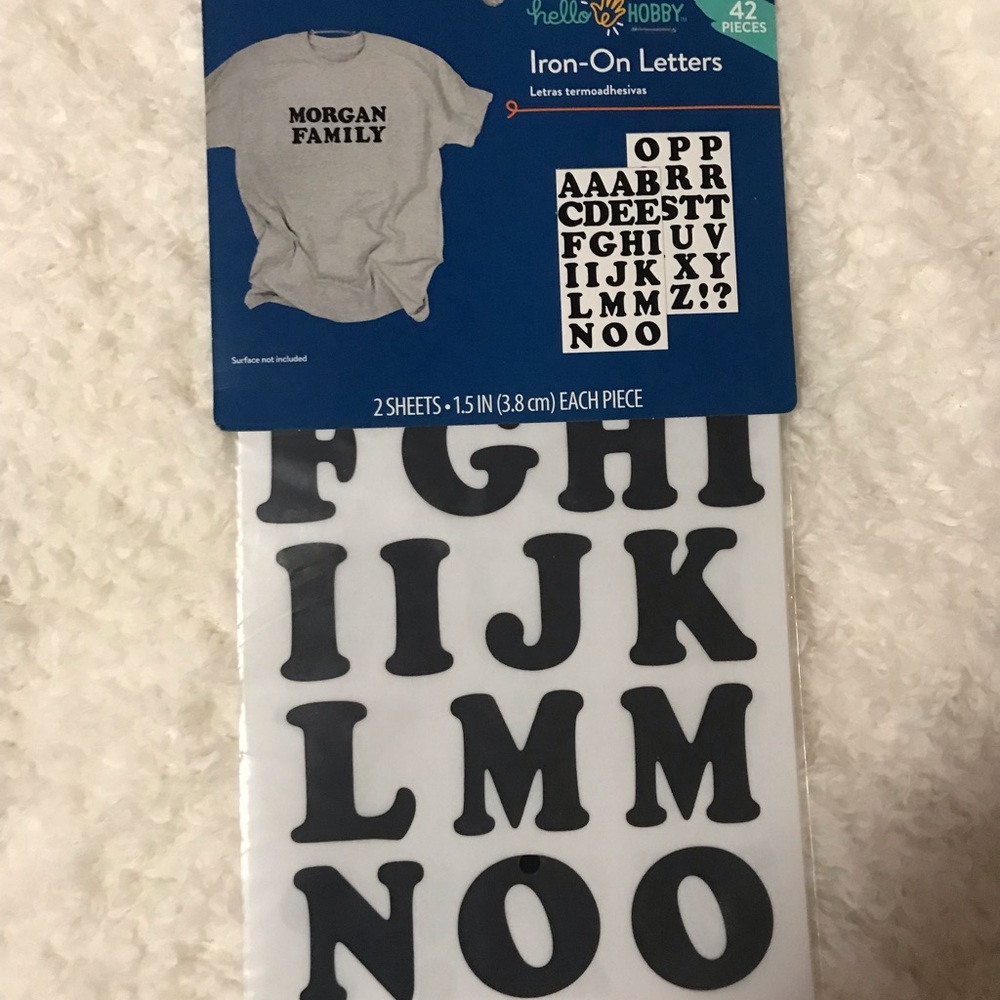 hello HOBBY™
42
PIECES
Iron-On Letters
Letras termoadhesivas
MORGAN
FAMILY
AAAB
CDEE
FGHI
IIJK
LMM
NOO
OPP
RR
STT
UV
XY
Z!?
Surface not included
2 SHEETS • 1.5 IN (3.8 cm) EACH PIECE
FGHI
IIJK
LMM
NOO